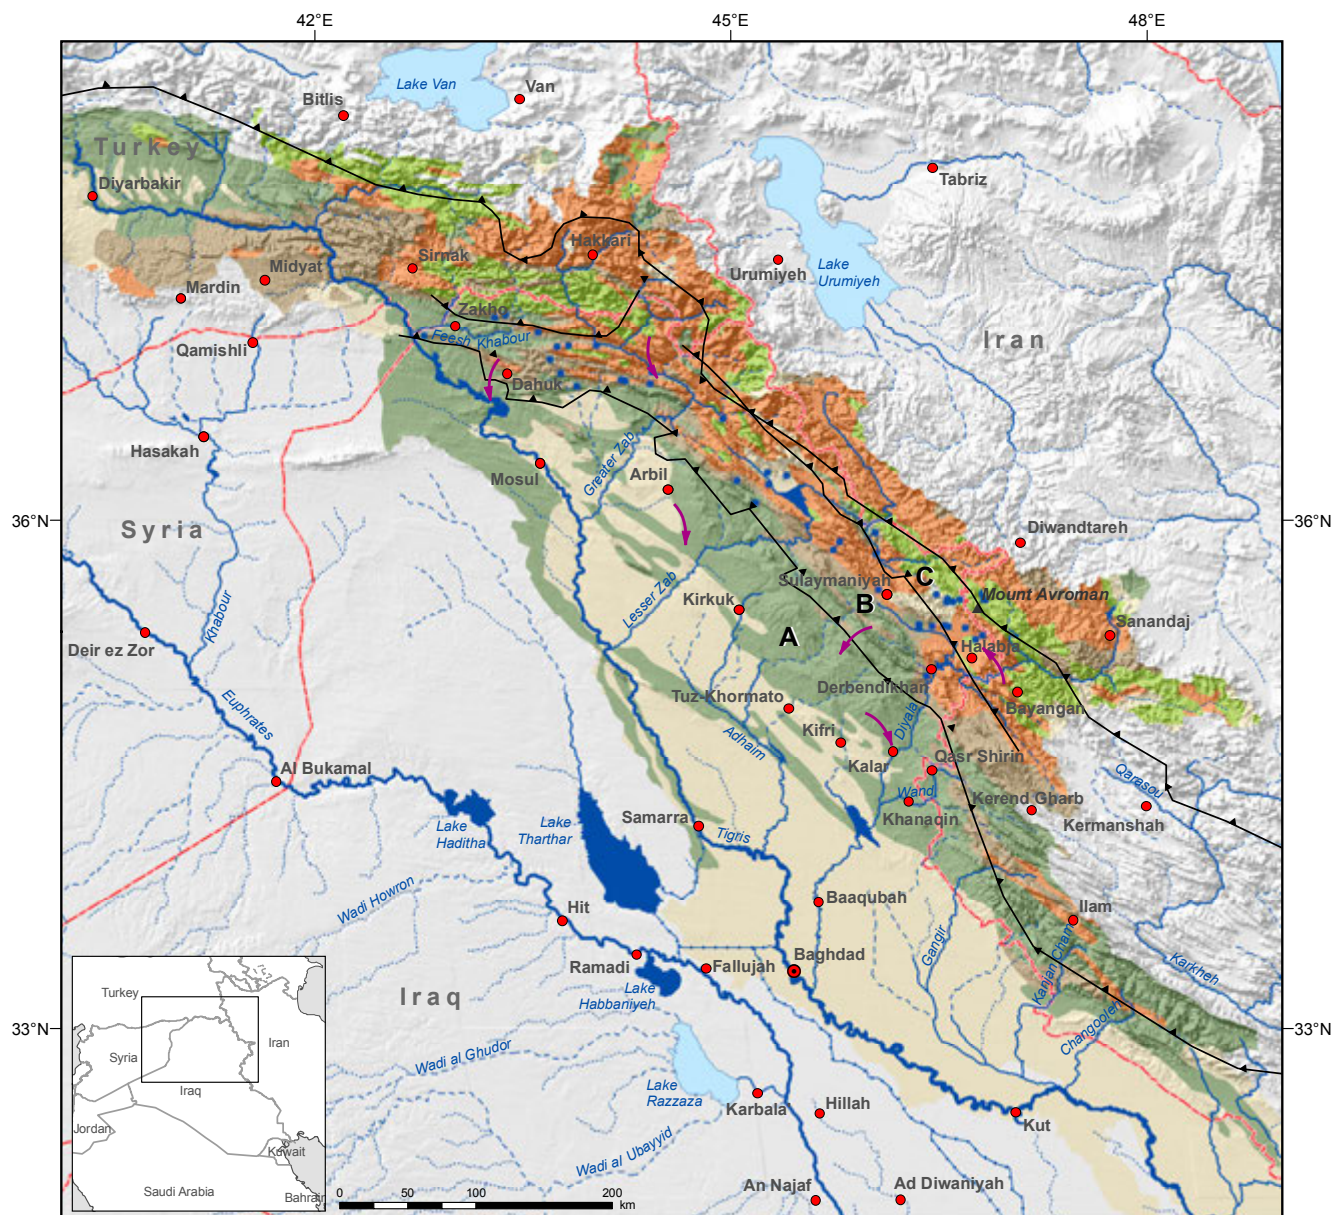 42°E
45°E
48°E
Lake Van
Van
Bitlis
Turkey
Diyarbakir
Tabriz
Hakkari
Sirnak
Midyat
Mardin
Urumiyeh
Lake
Urumiyeh
Zakho
Feesh Khabour
Qamishli
Iran
Dahuk
Hasakah
Mosul
Greater Zab
Arbil
36°N
36°N
Syria
Diwandtareh
Sulaymaniyah
C
Mount Avroman
Khabour
Lesser Zab
Kirkuk
B
Sanandaj
A
Deir ez Zor
Halabja
Derbendikhan
Tuz-Khormato
Bayangan
Euphrates
Kifri
Adhaim
Diyala
Kalar
Qasr Shirin
Al Bukamal
Qarasou
Wand
Kerend Gharb
Khanaqin
Kermanshah
Lake
Haditha
Lake
Tharthar
Samarra
Tigris
Wadi Howron
Hit
Baaqubah
Ilam
Gangir
Kanjan Cham
Karkheh
Ramadi
Fallujah
Baghdad
Lake
Habbaniyeh
Iraq
33°N
33°N
Changooleh
Wadi al Ghudor
Lake
Razzaza
Karbala
Hillah
Kut
Wadi al Ubayyid
An Najaf
Ad Diwaniyah
Turkey
Syria
Iran
Iraq
Jordan
Kuwait
Saudi Arabia
Bahrain
0
50
100
200
km